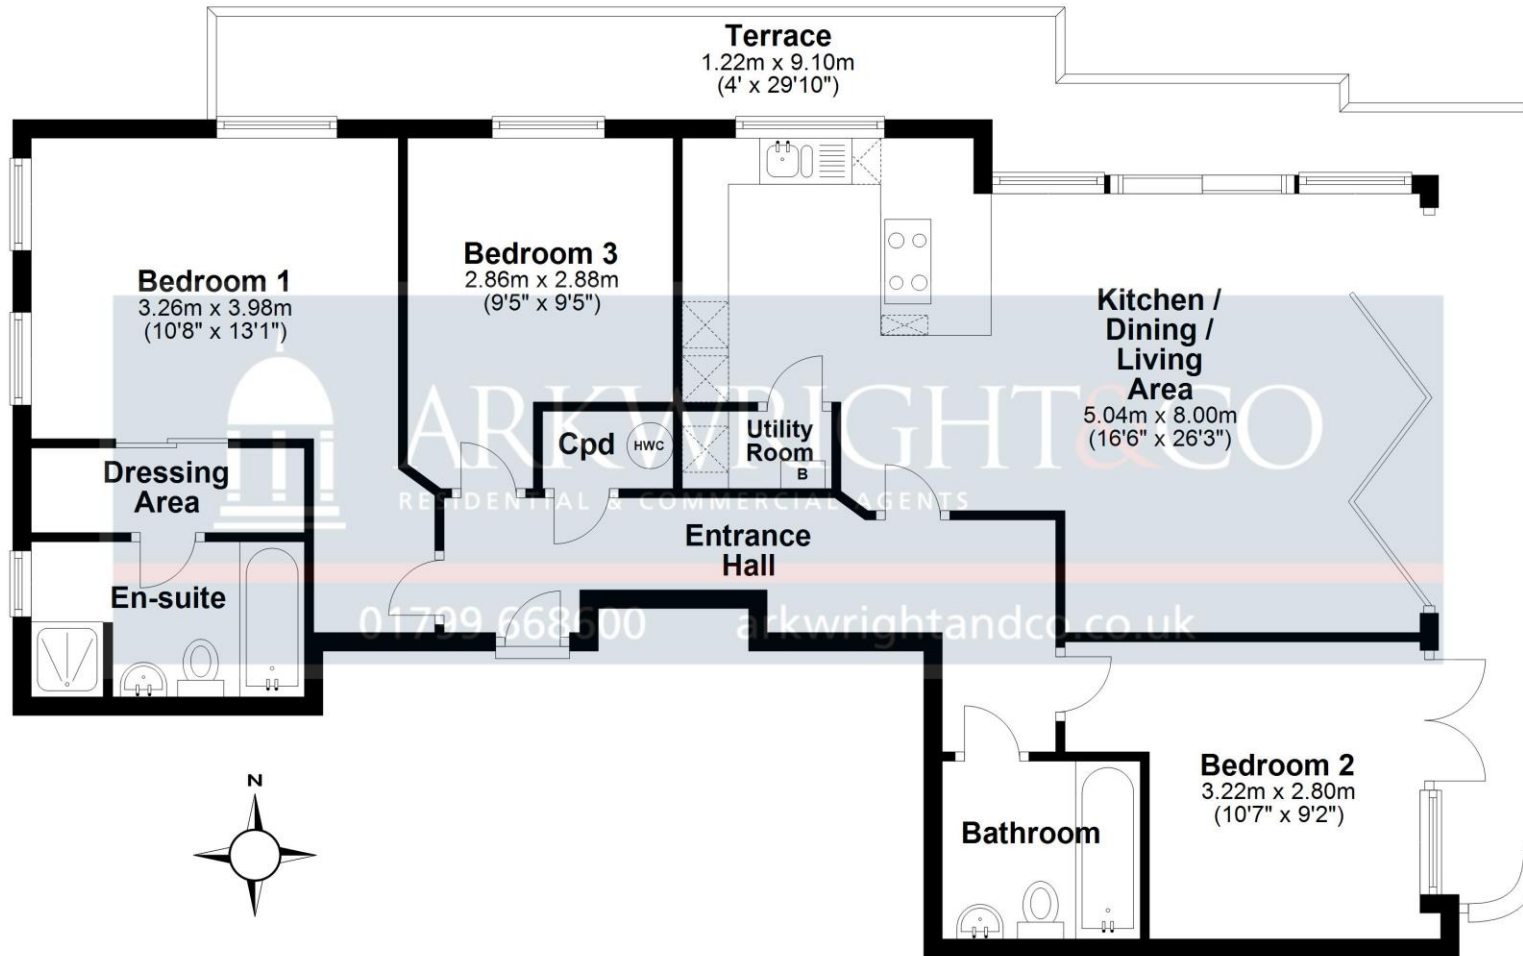 Terrace
1.22m x 9.10m
(4' x 29'10")
Bedroom 1
3.26m x 3.98m
(10'8" x 13'1")
Bedroom 3
2.86m x 2.88m
(9'5" x 9'5")
Kitchen /
Dining /
Living
Area
5.04m x 8.00m
(16'6" x 26'3")
ARKWRIGHT&CO
RESIDENTIAL & COMMERCIAL AGENTS
Cpd
HWC
Utility
Room
B
Dressing
Area
Entrance
Hall
En-suite
01799 668600
arkwrightandco.co.uk
Bedroom 2
3.22m x 2.80m
(10'7" x 9'2")
Bathroom
N